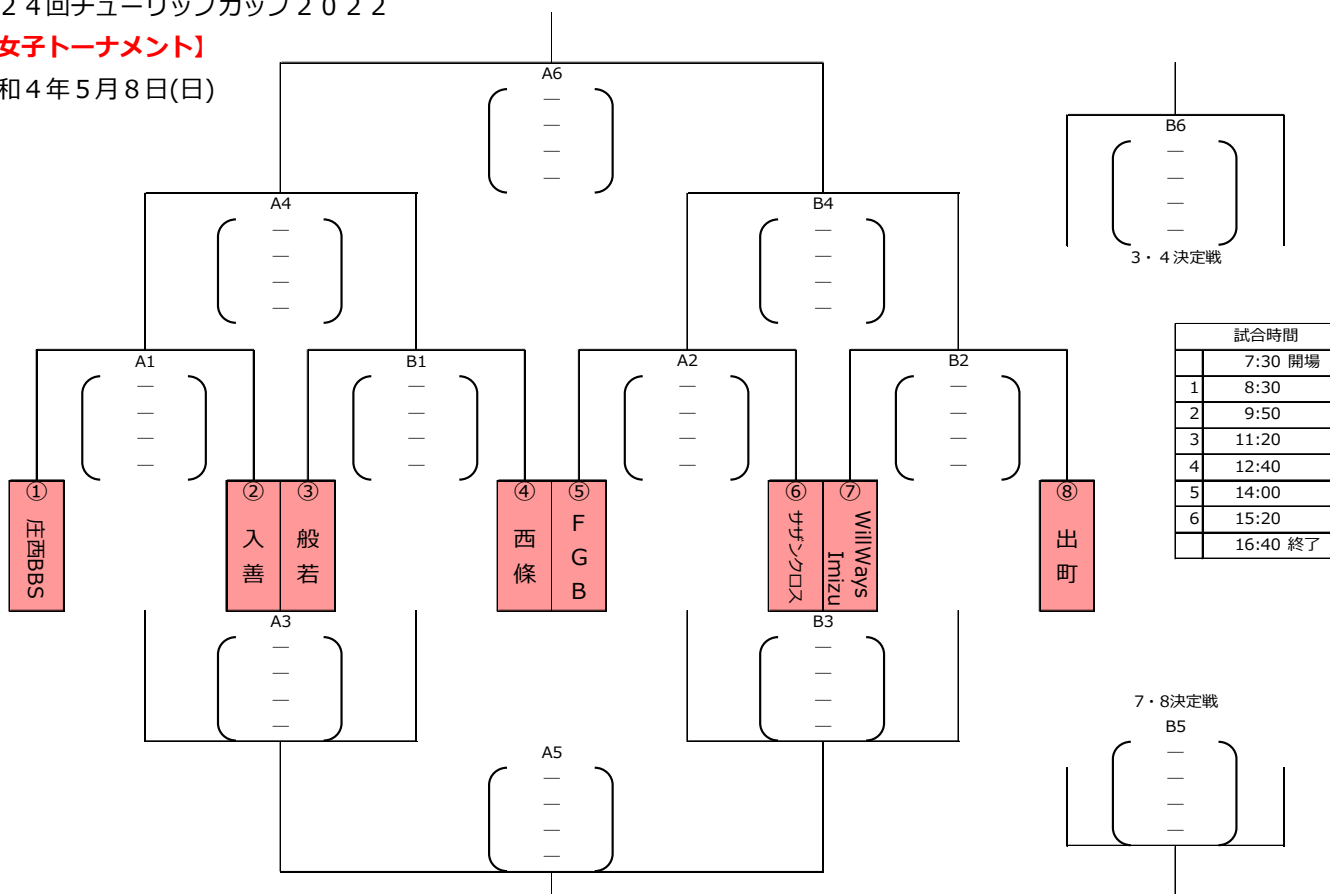 ２４回チューリップカップ２０２２
女子トーナメント】
和４年５月８日(日)
A6
B6
3・４決定戦
A4
B4
A1
B1
A2
B2
試合時間
7:30 開場
1 8:30
2 9:50
3 11:20
4 12:40
5 14:00
6 15:20
16:40 終了
① 庄西BBS
② 入善
③ 般若
④ 西條
⑤ FGB
⑥ サザンクロス
⑦ WillWays Imizu
⑧ 出町
A3
B3
7・8決定戦
B5
A5